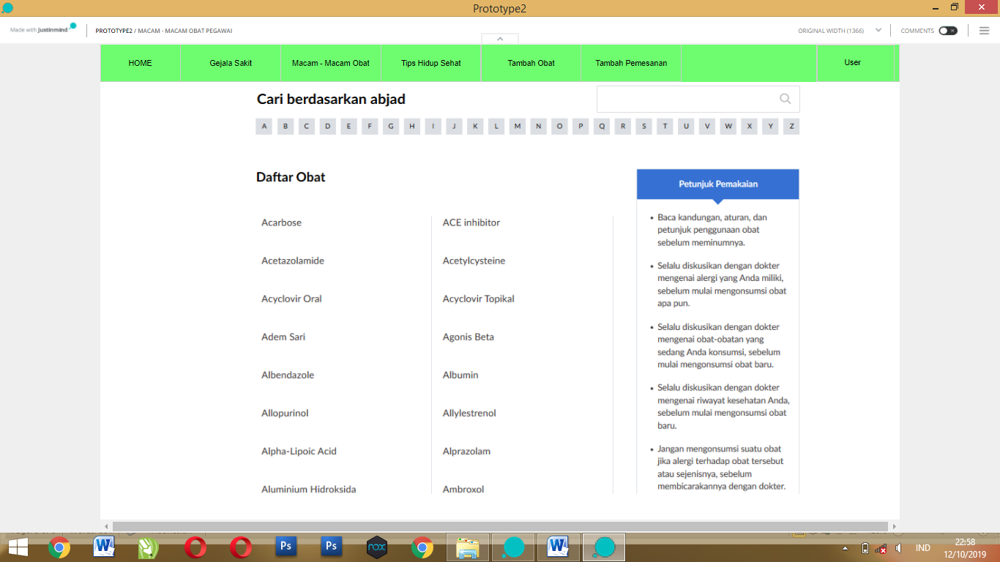 Prototype2
Made with justinmind
PROTOTYPE2 / MACAM - MACAM OBAT PEGAWAI
ORIGINAL WIDTH (1366)
COMMENTS
HOME
Gejala Sakit
Macam - Macam Obat
Tips Hidup Sehat
Tambah Obat
Tambah Pemesanan
User
Cari berdasarkan abjad
A B C D E F G H I J K L M N O P Q R S T U V W X Y Z
Daftar Obat
Acarbose
ACE inhibitor
Acetazolamide
Acetylcysteine
Acyclovir Oral
Acyclovir Topikal
Adem Sari
Agonis Beta
Albendazole
Albumin
Allopurinol
Allylestrenol
Alpha-Lipoic Acid
Alprazolam
Aluminium Hidroksida
Ambroxol
Petunjuk Pemakaian
• Baca kandungan, aturan, dan
petunjuk penggunaan obat
sebelum meminumnya.
• Selalu diskusikan dengan dokter
mengenai alergi yang Anda miliki,
sebelum mulai mengonsumsi obat
apa pun.
• Selalu diskusikan dengan dokter
mengenai obat-obatan yang
sedang Anda konsumsi, sebelum
mulai mengonsumsi obat baru.
• Selalu diskusikan dengan dokter
mengenai riwayat kesehatan Anda,
sebelum mulai mengonsumsi obat
baru.
• Jangan mengonsumsi suatu obat
jika alergi terhadap obat tersebut
atau sejenisnya, sebelum
membicarakannya dengan dokter.
Ps
Ps
nox
IND
22:58
12/10/2019